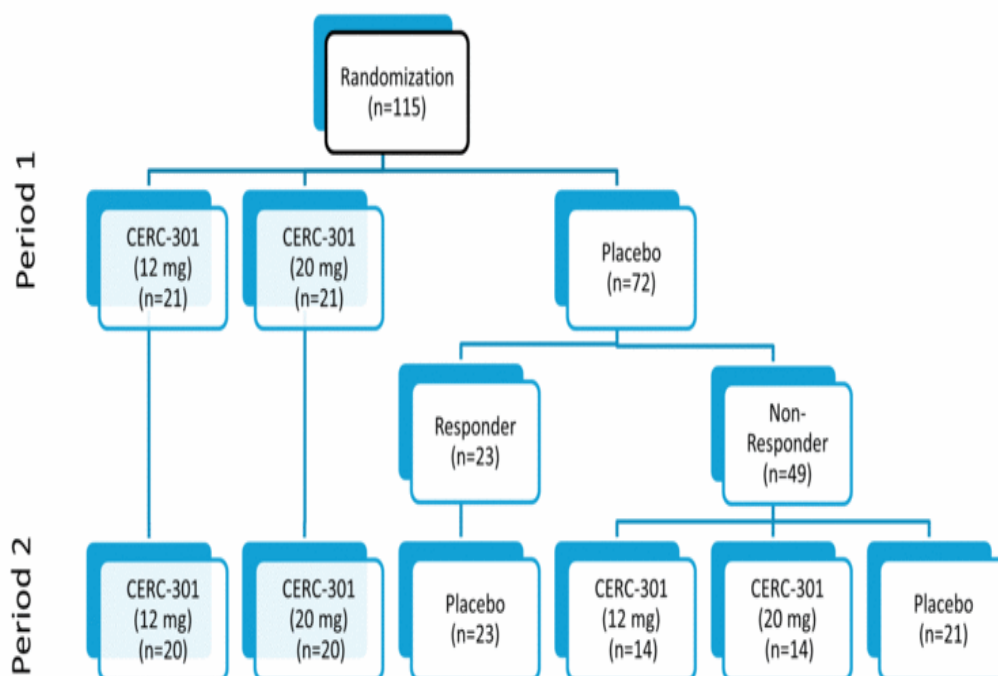 Period 1
Randomization
(n=115)
CERC-301
(12 mg)
(n=21)
CERC-301
(20 mg)
(n=21)
Placebo
(n=72)
Responder
(n=23)
Non-
Responder
(n=49)
Period 2
CERC-301
(12 mg)
(n=20)
CERC-301
(20 mg)
(n=20)
Placebo
(n=23)
CERC-301
(12 mg)
(n=14)
CERC-301
(20 mg)
(n=14)
Placebo
(n=21)